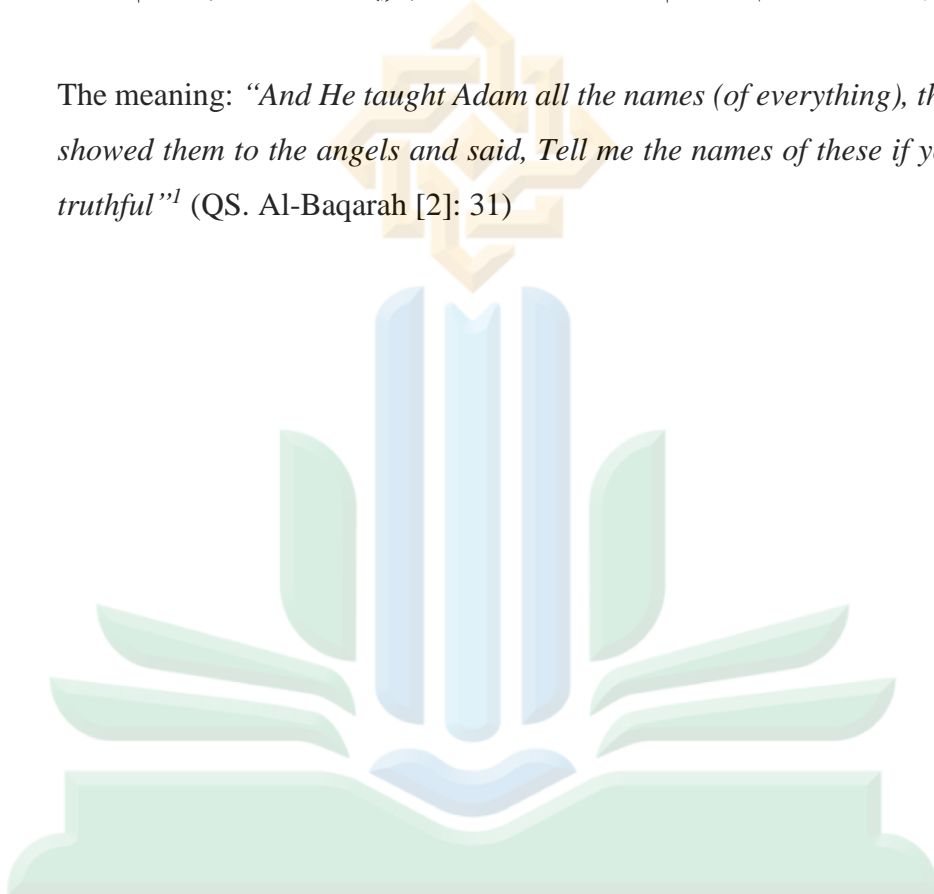 The meaning: “And He taught Adam all the names (of everything), th
showed them to the angels and said, Tell me the names of these if y
truthful”1 (QS. Al-Baqarah [2]: 31)